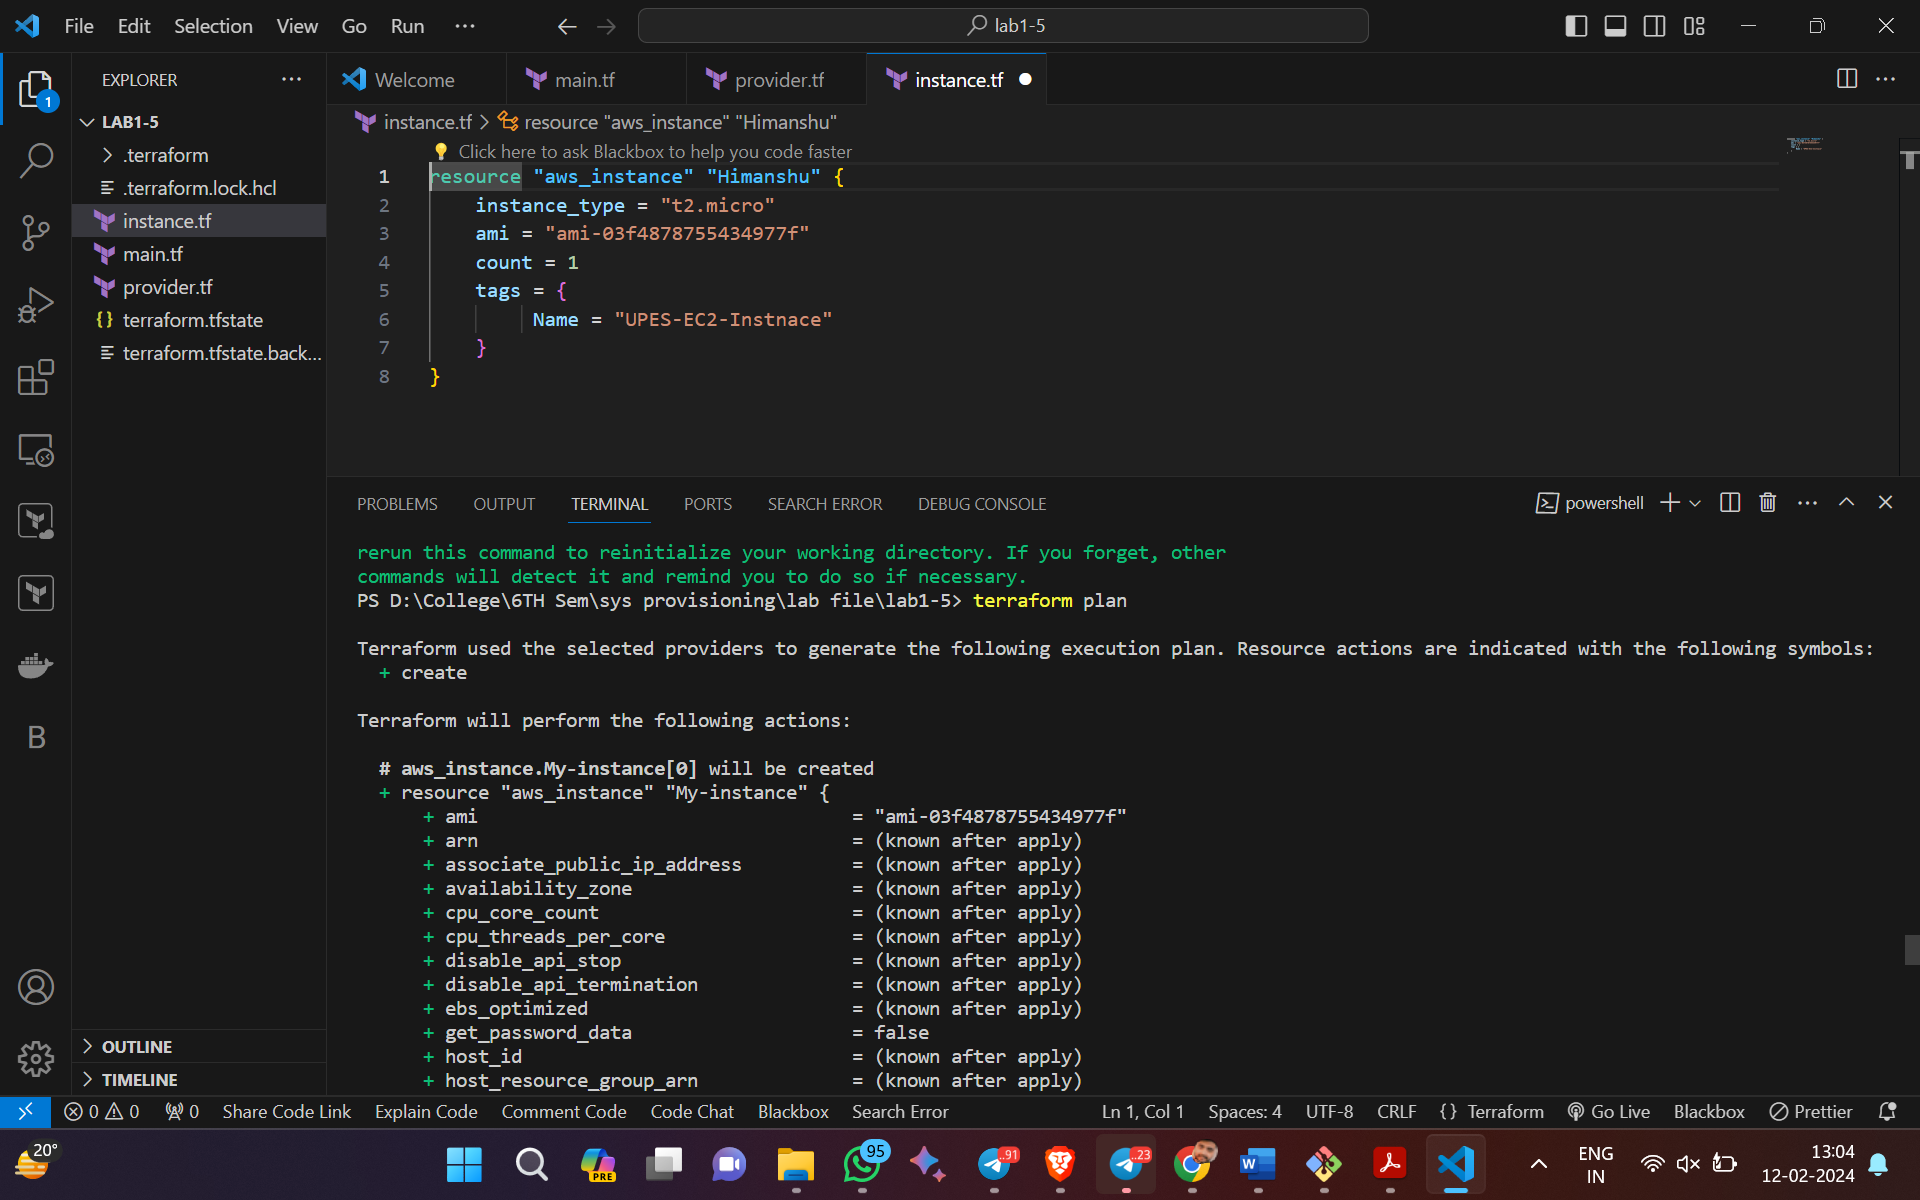 File Edit Selection View Go Run ···
lab1-5
1
EXPLORER ···
LAB1-5
.terraform
.terraform.lock.hcl
instance.tf
main.tf
provider.tf
{} terraform.tfstate
terraform.tfstate.back...
OUTLINE
TIMELINE
B
Welcome main.tf provider.tf instance.tf
instance.tf > resource "aws_instance" "Himanshu"
Click here to ask Blackbox to help you code faster
1 resource "aws_instance" "Himanshu" {
2 instance_type = "t2.micro"
3 ami = "ami-03f4878755434977f"
4 count = 1
5 tags = {
6 Name = "UPES-EC2-Instnace"
7 }
8 }
PROBLEMS OUTPUT TERMINAL PORTS SEARCH ERROR DEBUG CONSOLE powershell
rerun this command to reinitialize your working directory. If you forget, other
commands will detect it and remind you to do so if necessary.
PS D:\College\6TH Sem\sys provisioning\lab file\lab1-5> terraform plan
Terraform used the selected providers to generate the following execution plan. Resource actions are indicated with the following symbols:
+ create
Terraform will perform the following actions:
# aws_instance.My-instance[0] will be created
+ resource "aws_instance" "My-instance" {
+ ami = "ami-03f4878755434977f"
+ arn = (known after apply)
+ associate_public_ip_address = (known after apply)
+ availability_zone = (known after apply)
+ cpu_core_count = (known after apply)
+ cpu_threads_per_core = (known after apply)
+ disable_api_stop = (known after apply)
+ disable_api_termination = (known after apply)
+ ebs_optimized = (known after apply)
+ get_password_data = false
+ host_id = (known after apply)
+ host_resource_group_arn = (known after apply)
0 0 0 Share Code Link Explain Code Comment Code Code Chat Blackbox Search Error Ln 1, Col 1 Spaces: 4 UTF-8 CRLF {} Terraform Go Live Blackbox Prettier
20° PRE 95 ..91 ..23 W ENG 13:04
IN 12-02-2024